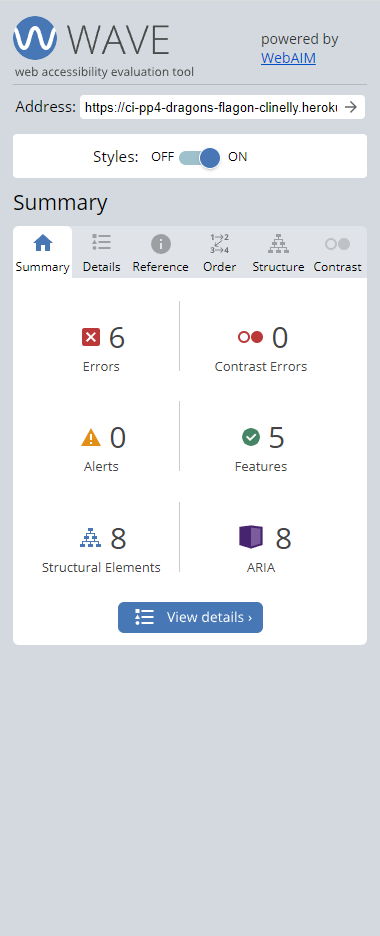 WAVE
web accessibility evaluation tool
powered by
WebAIM
Address: https://ci-pp4-dragons-flagon-clinelly.heroku
Styles: OFF ON
Summary
Summary Details Reference Order Structure Contrast
6 Errors
0 Contrast Errors
0 Alerts
5 Features
8 Structural Elements
8 ARIA
View details ›